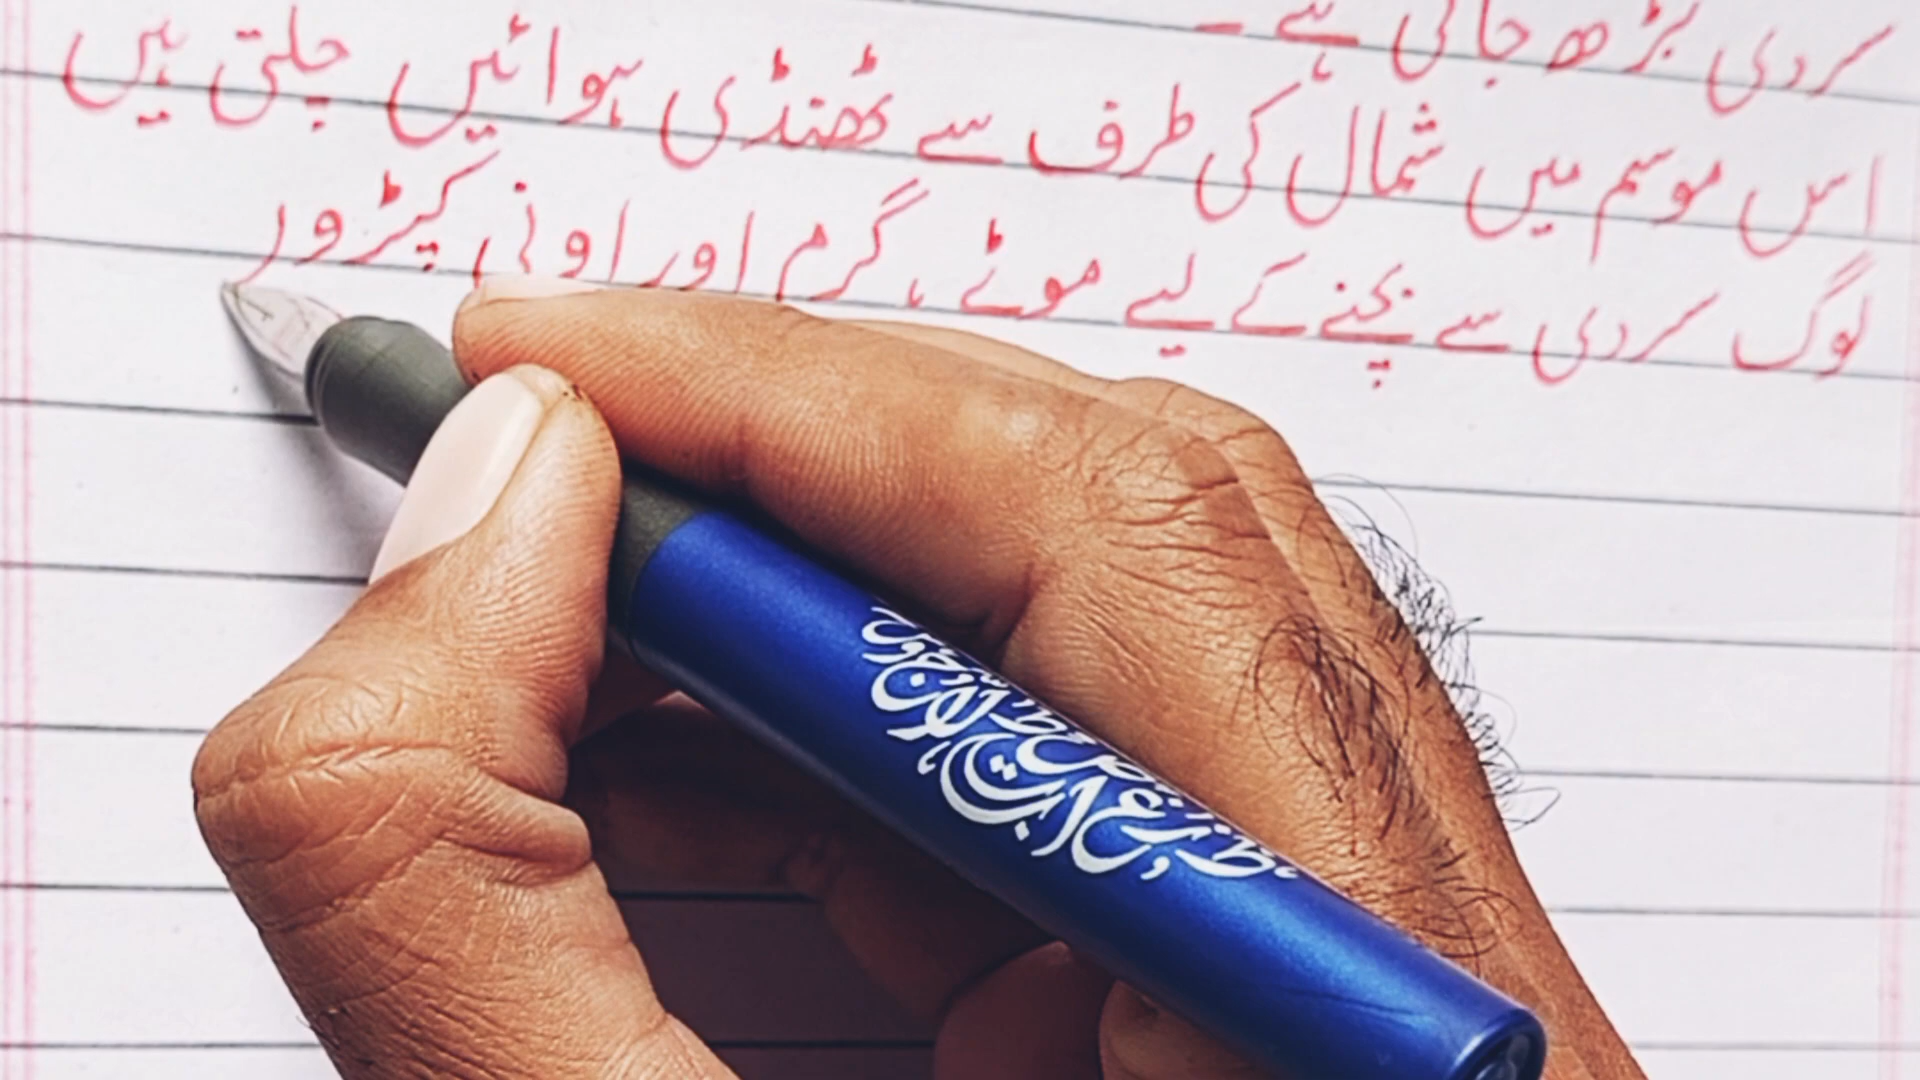 سردی بڑھ جاتی ہے ۔
اس موسم میں شمال کی طرف سے ٹھنڈی ہوائیں چلتی ہیں
لوگ سردی سے بچنے کے لیے موٹے ، گرم اور اونی کپڑوں